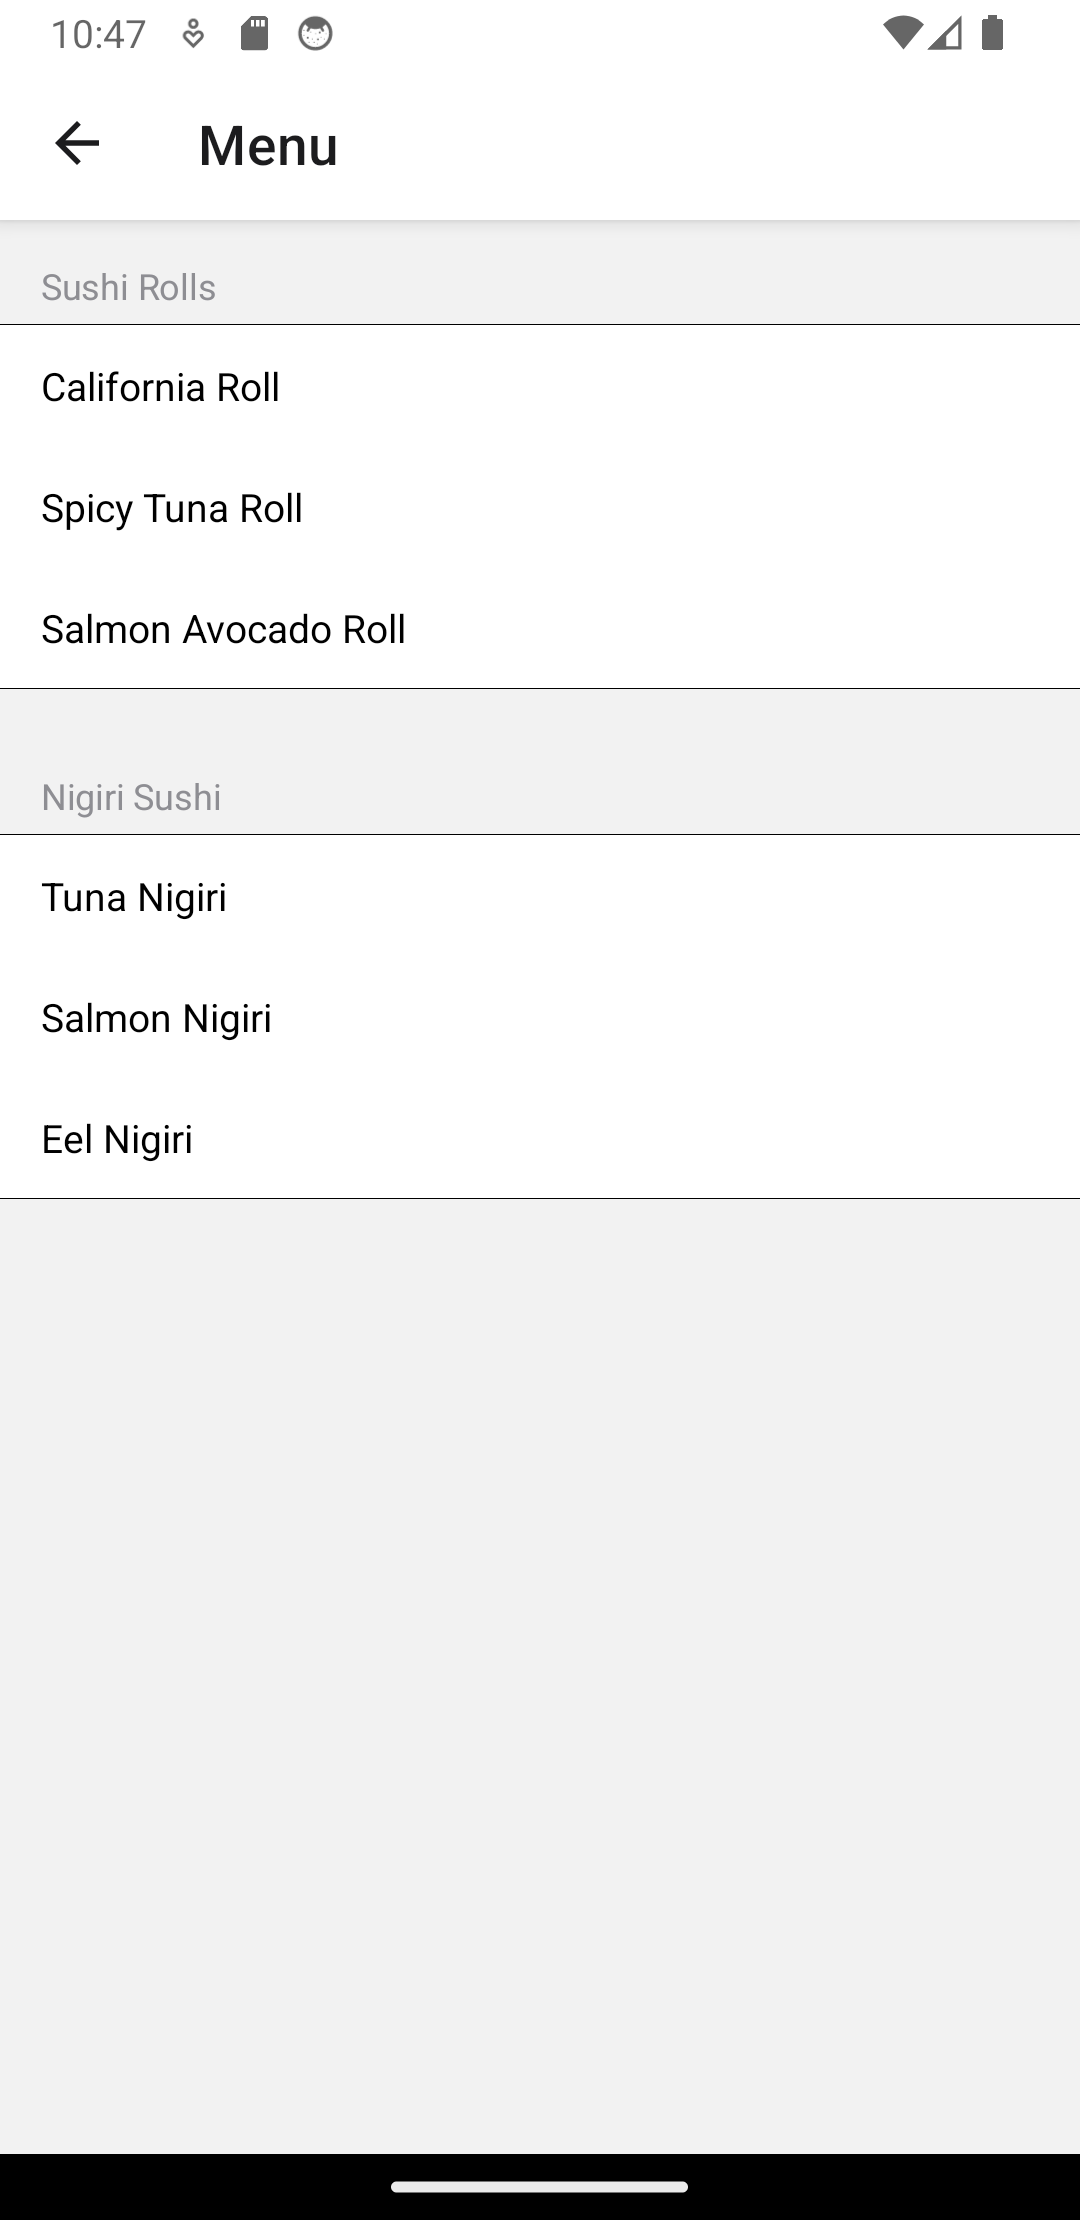 10:47
Menu
Sushi Rolls
California Roll
Spicy Tuna Roll
Salmon Avocado Roll
Nigiri Sushi
Tuna Nigiri
Salmon Nigiri
Eel Nigiri